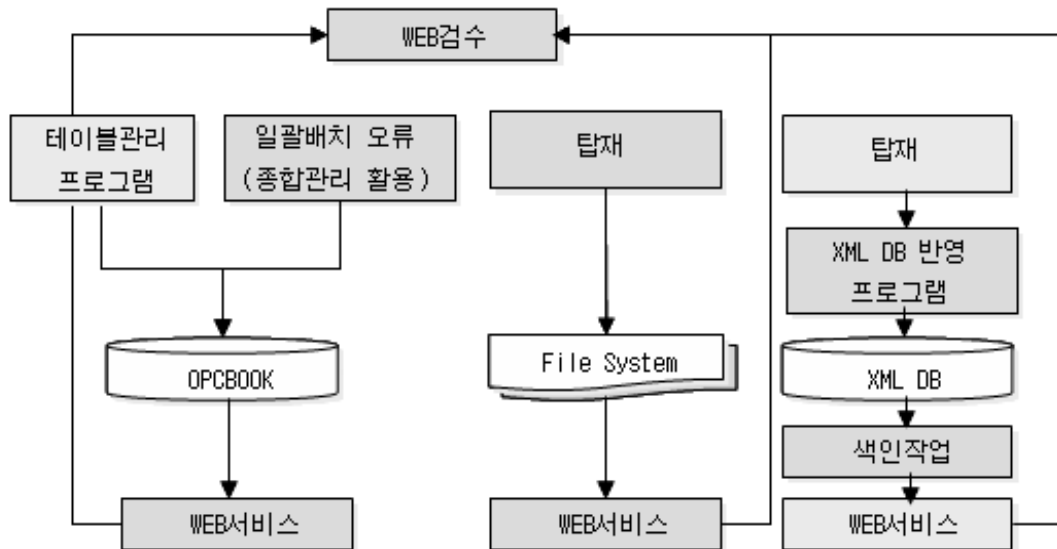 WEB검수
테이블관리
프로그램
일괄배치 오류
(종합관리 활용)
탑재
탑재
XML DB 반영
프로그램
OPCBOOK
File System
XML DB
색인작업
WEB서비스
WEB서비스
WEB서비스